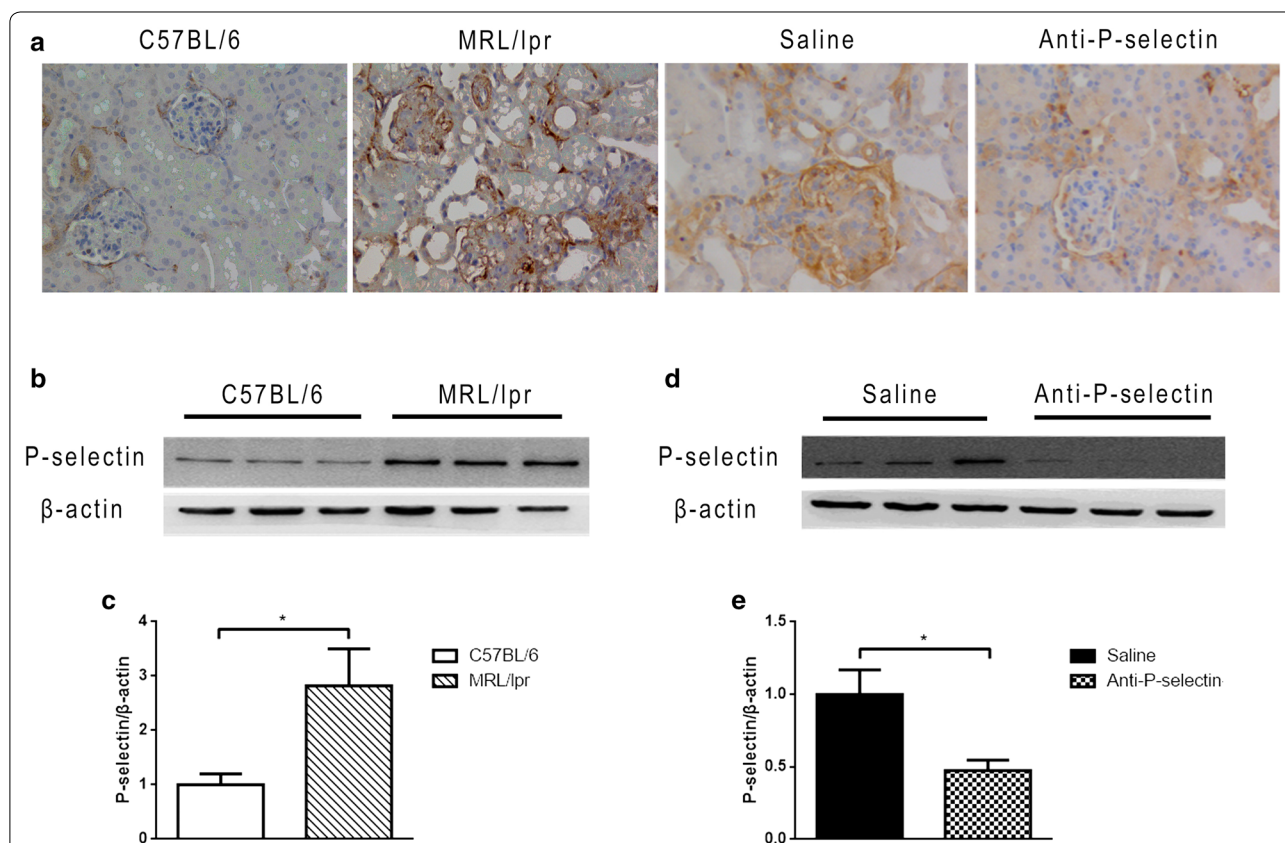 a
C57BL/6 MRL/lpr Saline Anti-P-selectin
b
C57BL/6 MRL/lpr
P-selectin
β-actin
d
Saline Anti-P-selectin
P-selectin
β-actin
c
P-selectin/β-actin
4
3
2
1
0
*
C57BL/6
MRL/lpr
e
P-selectin/β-actin
1.5
1.0
0.5
0.0
*
Saline
Anti-P-selectin